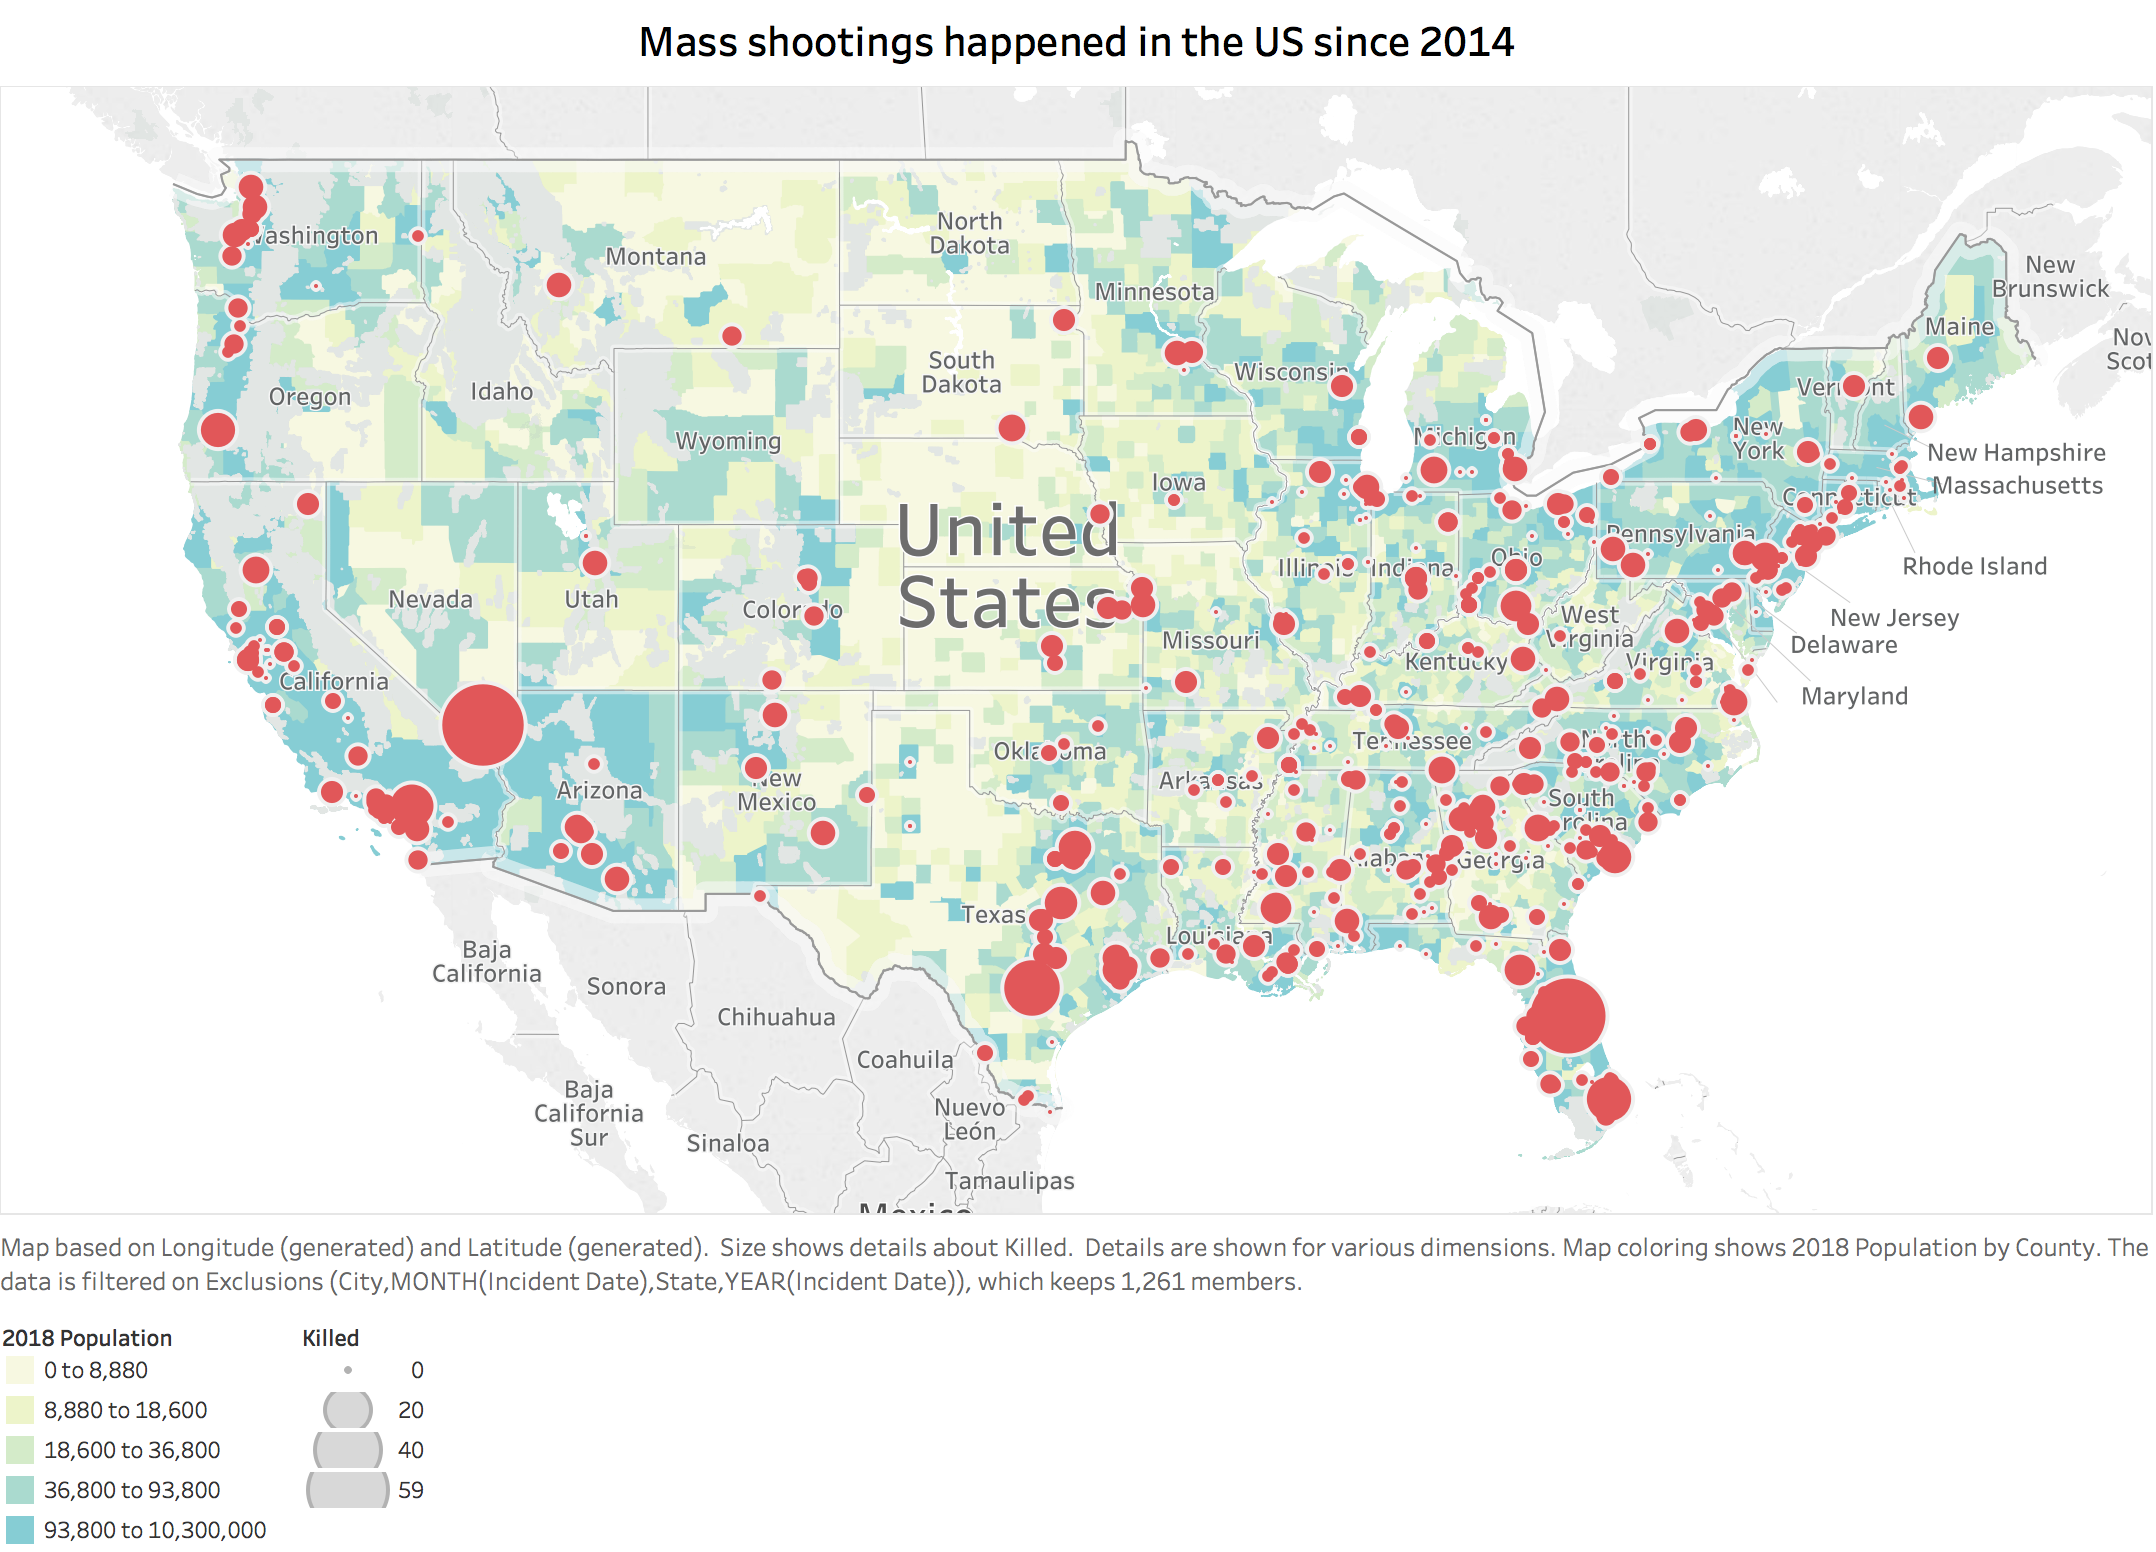 Mass shootings happened in the US since 2014
Washington
Montana
North
Dakota
Minnesota
New
Brunswick
Maine
Nov
Scot
Oregon
Idaho
South
Dakota
Wisconsin
Vermont
Wyoming
Michigan
New
York
New Hampshire
Massachusetts
Iowa
Connecticut
United
States
Pennsylvania
Rhode Island
Nevada
Utah
Colorado
Illinois
Indiana
Ohio
West
Virginia
New Jersey
Delaware
Missouri
Kentucky
Virginia
Maryland
California
Oklahoma
Tennessee
North
Carolina
Arizona
New
Mexico
Arkansas
South
Carolina
Alabama
Georgia
Texas
Louisiana
Baja
California
Sonora
Chihuahua
Coahuila
Baja
California
Sur
Sinaloa
Nuevo
León
Tamaulipas
Mexico
Map based on Longitude (generated) and Latitude (generated).  Size shows details about Killed.  Details are shown for various dimensions. Map coloring shows 2018 Population by County. The
data is filtered on Exclusions (City,MONTH(Incident Date),State,YEAR(Incident Date)), which keeps 1,261 members.
2018 Population
0 to 8,880
8,880 to 18,600
18,600 to 36,800
36,800 to 93,800
93,800 to 10,300,000
Killed
0
20
40
59